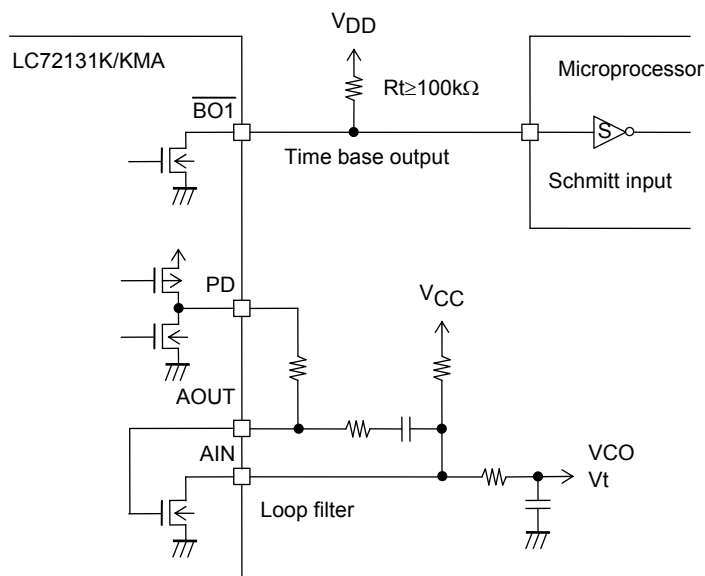 VDD
LC72131K/KMA
Microprocessor
Rt≥100kΩ
BO1
S
Time base output
Schmitt input
PD
VCC
AOUT
AIN
VCO
Vt
Loop filter